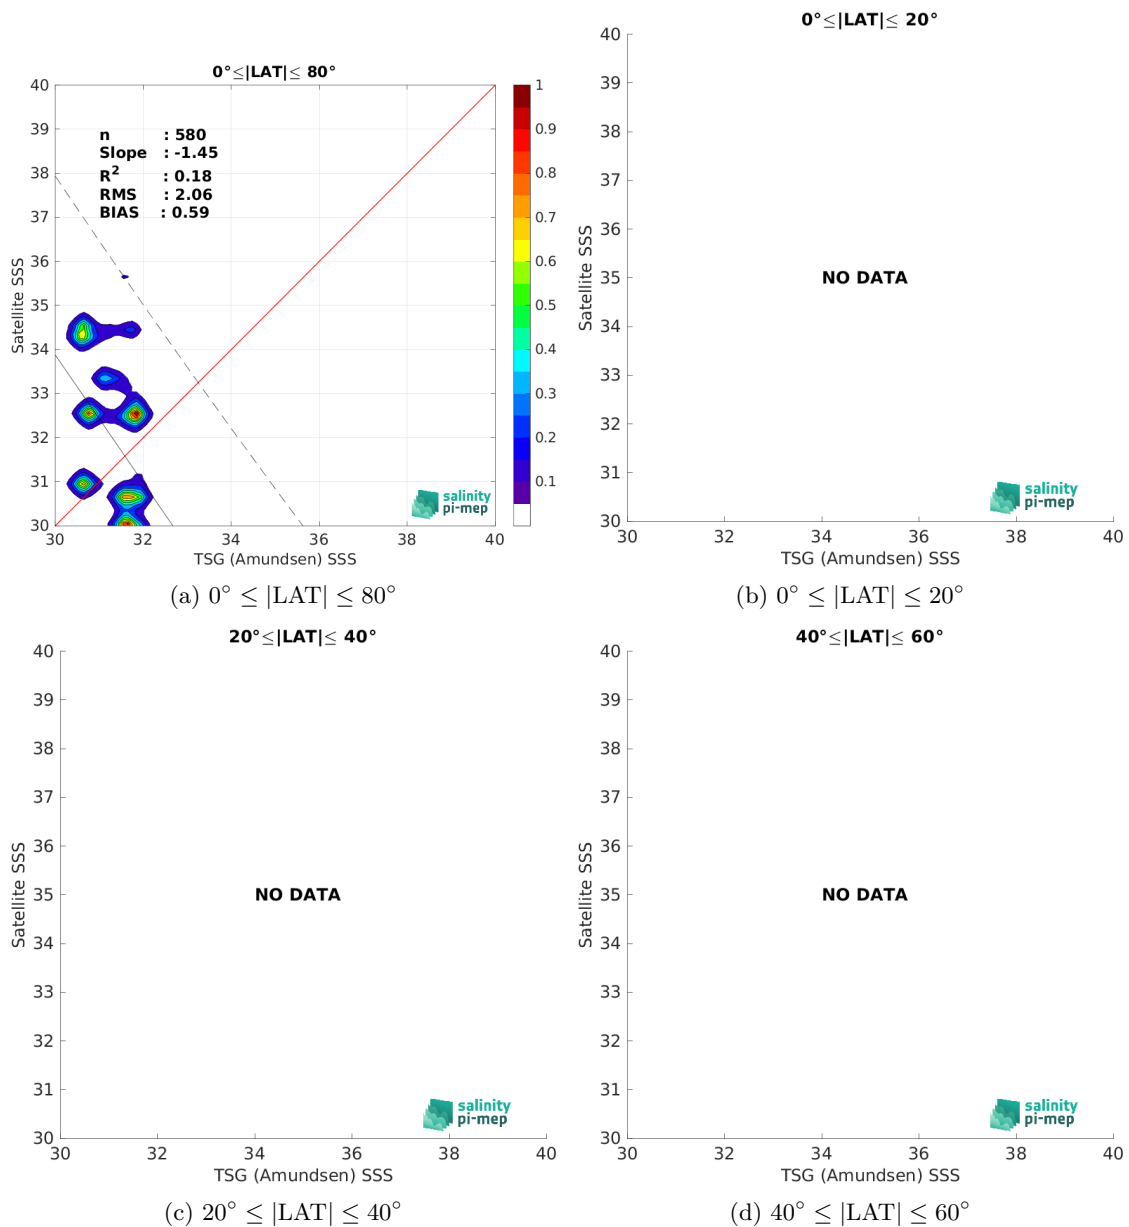 0°≤|LAT|≤ 80°
40
39
38
37
36
35
34
33
32
31
30
n : 580
Slope : -1.45
R² : 0.18
RMS : 2.06
BIAS : 0.59
1
0.9
0.8
0.7
0.6
0.5
0.4
0.3
0.2
0.1
Satellite SSS
salinity
pi-mep
30 32 34 36 38 40
TSG (Amundsen) SSS
(a) 0° ≤ |LAT| ≤ 80°
0°≤|LAT|≤ 20°
40
39
38
37
36
35
34
33
32
31
30
Satellite SSS
NO DATA
salinity
pi-mep
30 32 34 36 38 40
TSG (Amundsen) SSS
(b) 0° ≤ |LAT| ≤ 20°
20°≤|LAT|≤ 40°
40
39
38
37
36
35
34
33
32
31
30
Satellite SSS
NO DATA
salinity
pi-mep
30 32 34 36 38 40
TSG (Amundsen) SSS
(c) 20° ≤ |LAT| ≤ 40°
40°≤|LAT|≤ 60°
40
39
38
37
36
35
34
33
32
31
30
Satellite SSS
NO DATA
salinity
pi-mep
30 32 34 36 38 40
TSG (Amundsen) SSS
(d) 40° ≤ |LAT| ≤ 60°